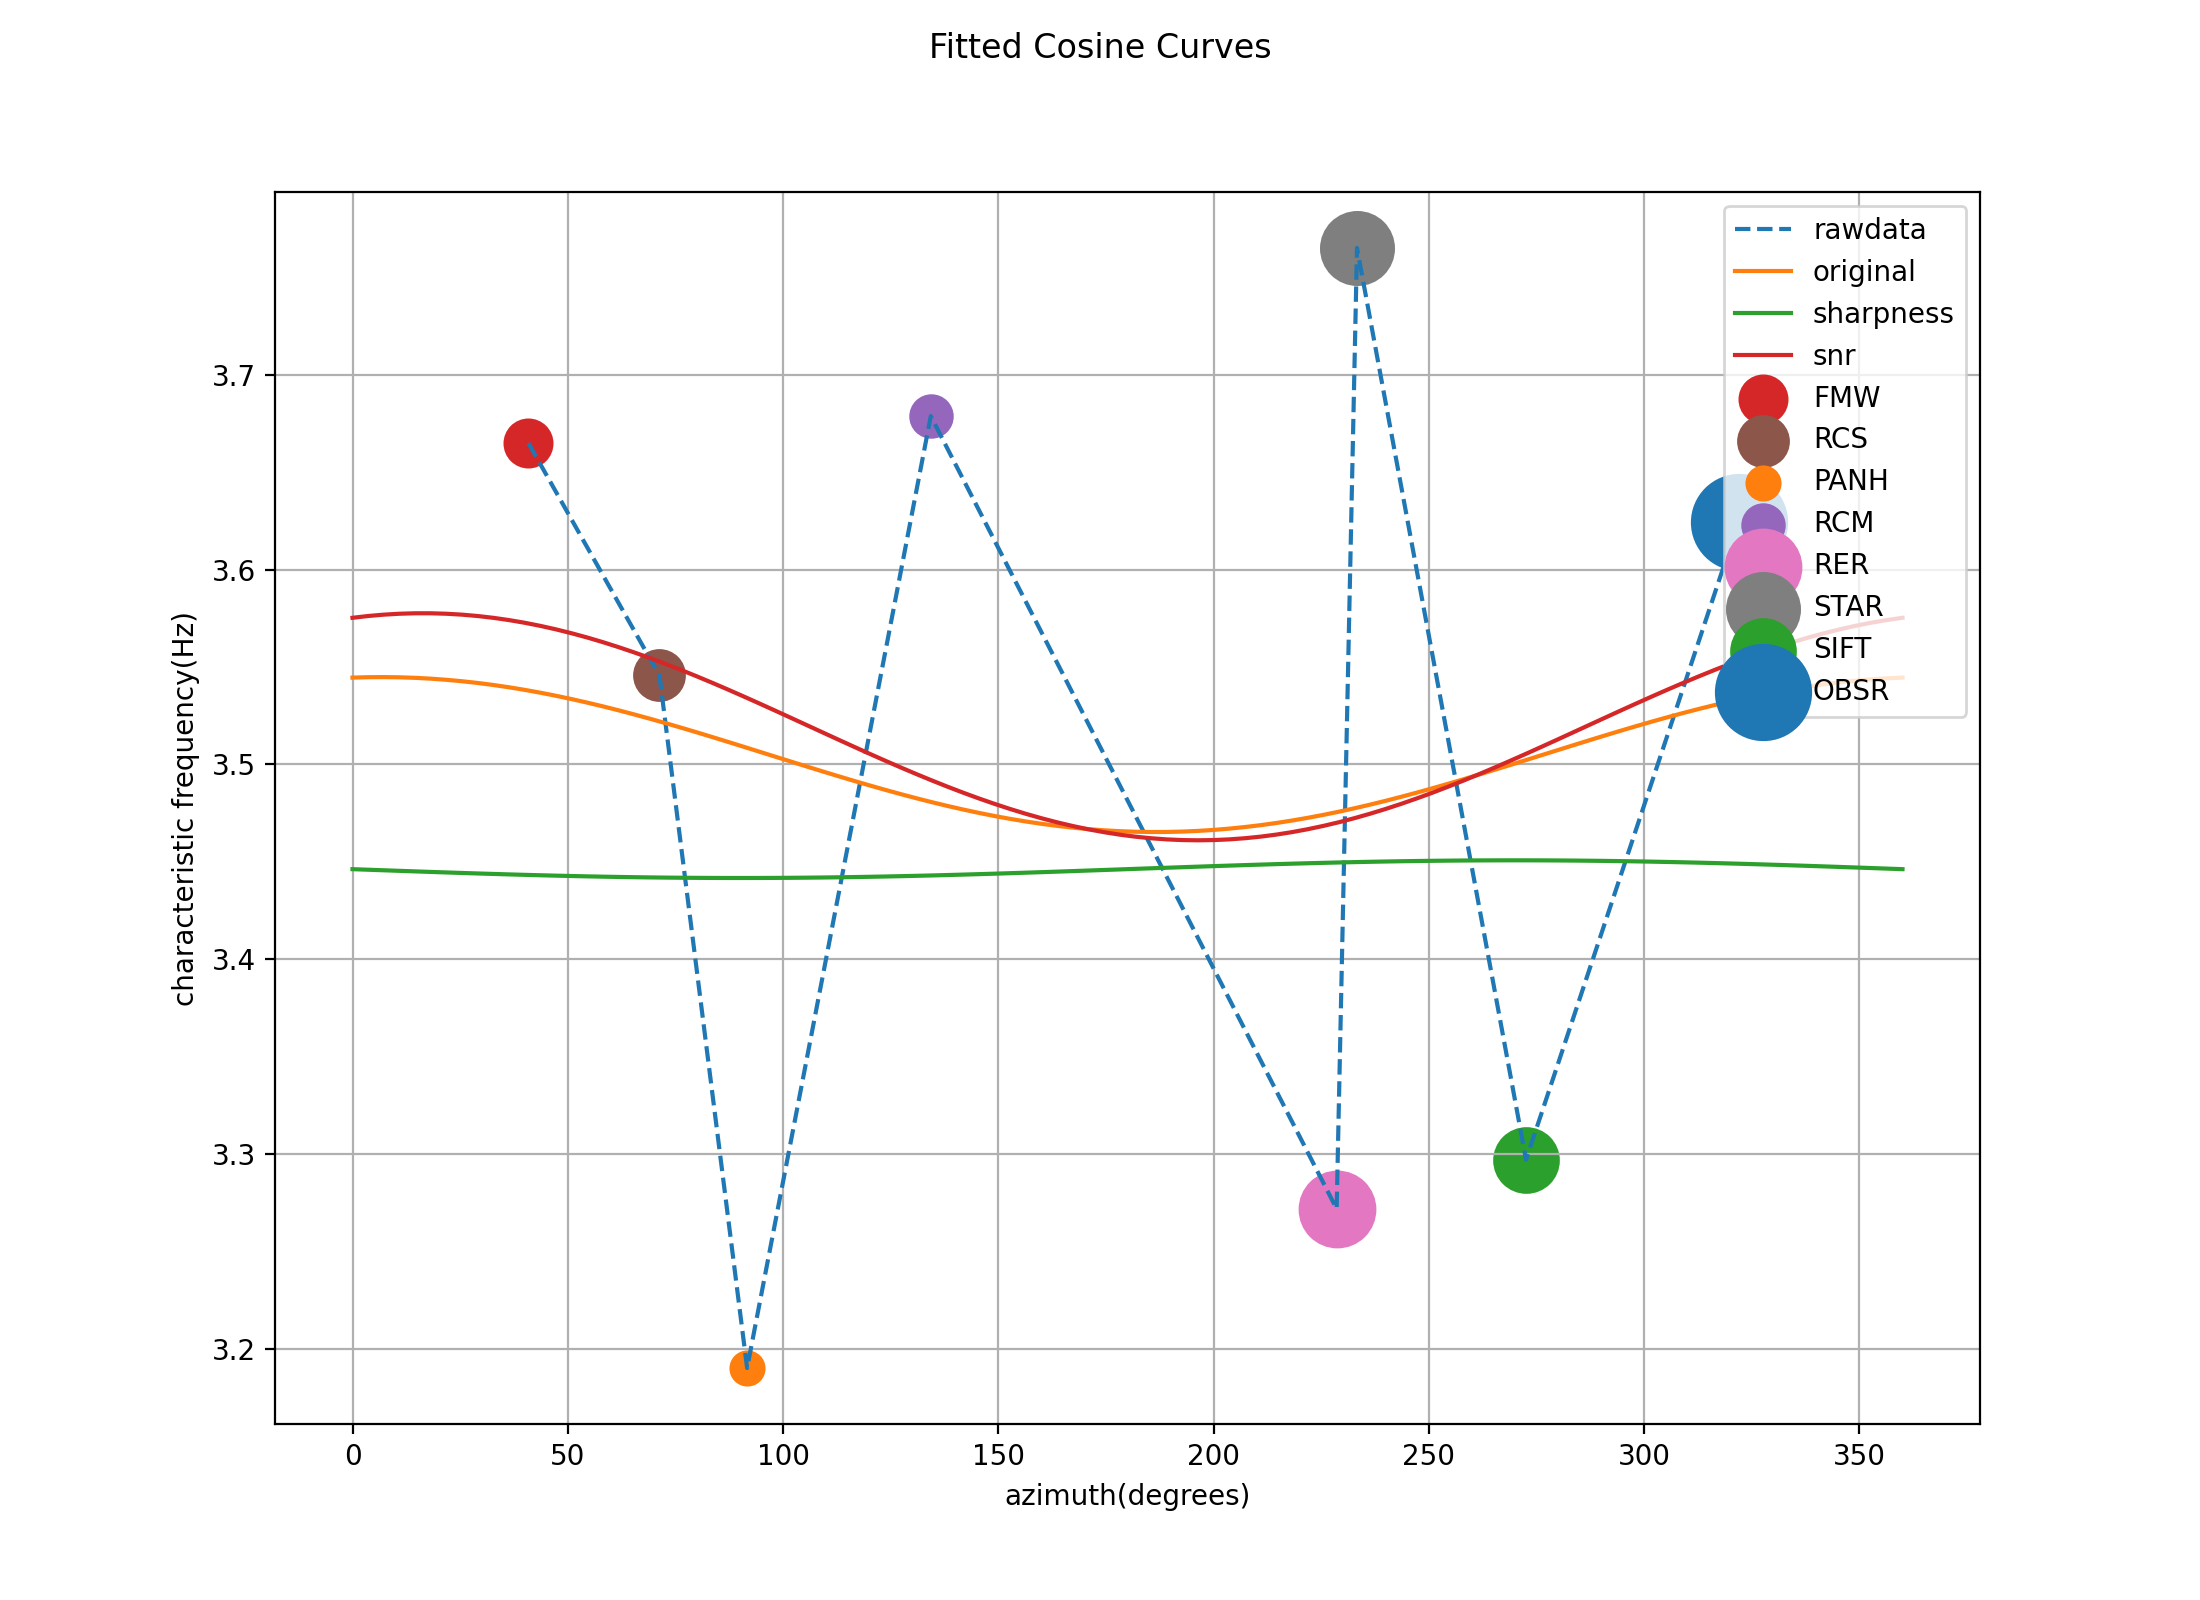 Fitted Cosine Curves
rawdata
original
sharpness
snr
FMW
RCS
PANH
RCM
RER
STAR
SIFT
OBSR
characteristic frequency(Hz)
3.7
3.6
3.5
3.4
3.3
3.2
0 50 100 150 200 250 300 350
azimuth(degrees)